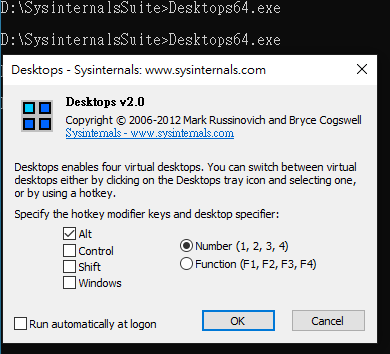 D:\SysinternalsSuite>Desktops64.exe
D:\SysinternalsSuite>Desktops64.exe
Desktops - Sysinternals: www.sysinternals.com
Desktops v2.0
Copyright © 2006-2012 Mark Russinovich and Bryce Cogswell
Sysinternals - www.sysinternals.com
Desktops enables four virtual desktops. You can switch between virtual
desktops either by clicking on the Desktops tray icon and selecting one,
or by using a hotkey.
Specify the hotkey modifier keys and desktop specifier:
Alt
Control
Shift
Windows
Number (1, 2, 3, 4)
Function (F1, F2, F3, F4)
Run automatically at logon
OK
Cancel